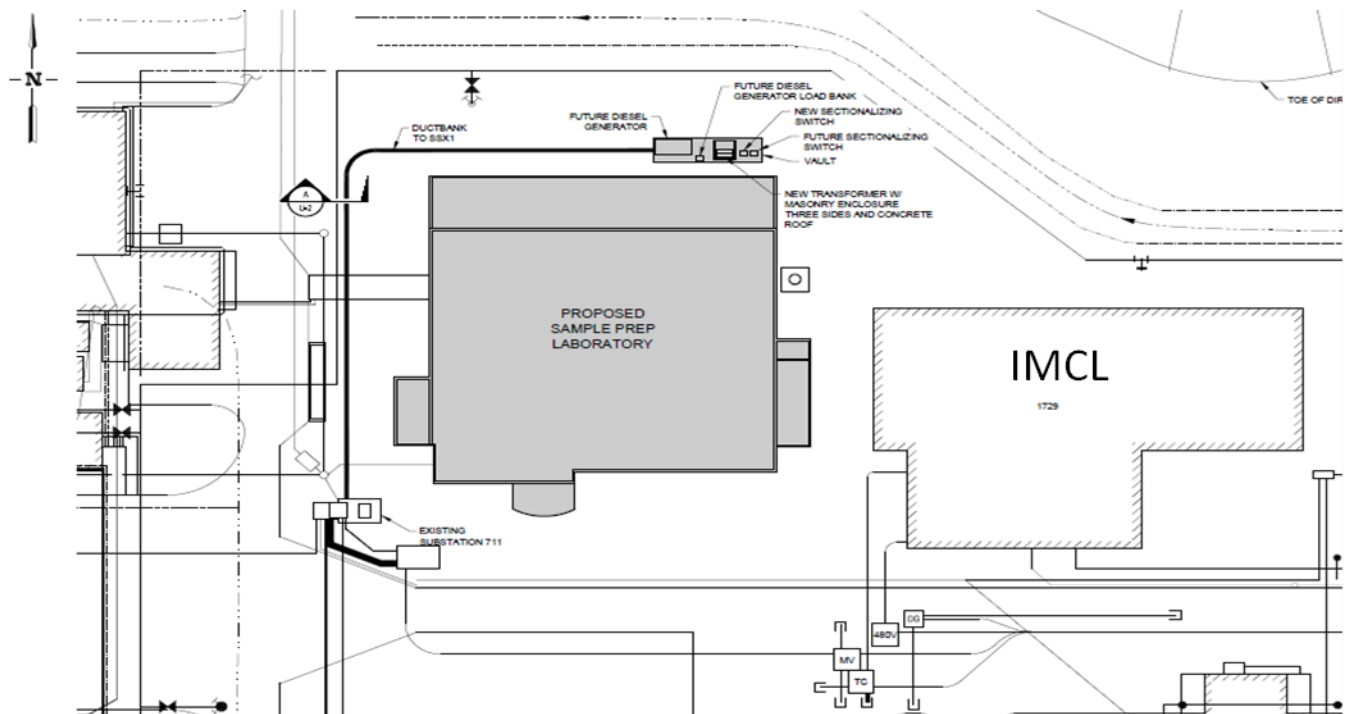 N
TOE OF DIR
FUTURE DIESEL
GENERATOR LOAD BANK
NEW SECTIONALIZING
SWITCH
FUTURE DIESEL
GENERATOR
DUCTBANK
TO SSX1
FUTURE SECTIONALIZING
SWITCH
VAULT
A
NEW TRANSFORMER W/
MASONRY ENCLOSURE
THREE SIDES AND CONCRETE
ROOF
PROPOSED
SAMPLE PREP
LABORATORY
IMCL
1729
EXISTING
SUBSTATION 711
480V
CG
MV
TC